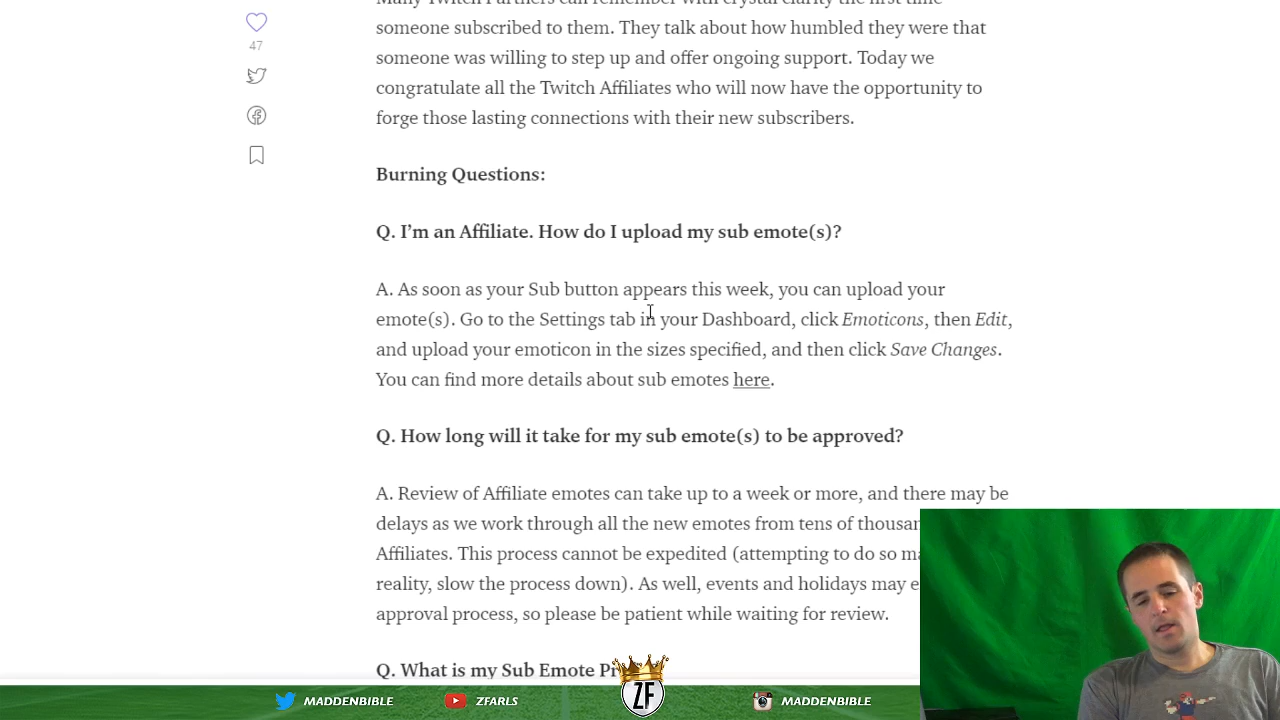 47
someone subscribed to them. They talk about how humbled they were that
someone was willing to step up and offer ongoing support. Today we
congratulate all the Twitch Affiliates who will now have the opportunity to
forge those lasting connections with their new subscribers.
Burning Questions:
Q. I’m an Affiliate. How do I upload my sub emote(s)?
A. As soon as your Sub button appears this week, you can upload your
emote(s). Go to the Settings tab in your Dashboard, click Emoticons, then Edit,
and upload your emoticon in the sizes specified, and then click Save Changes.
You can find more details about sub emotes here.
Q. How long will it take for my sub emote(s) to be approved?
A. Review of Affiliate emotes can take up to a week or more, and there may be
delays as we work through all the new emotes from tens of
Affiliates. This process cannot be expedited (attempting to do so
reality, slow the process down). As well, events and holidays may
approval process, so please be patient while waiting for review.
Q. What is my Sub Emote
MADDENBIBLE
ZFARLS
ZF
MADDENBIBLE